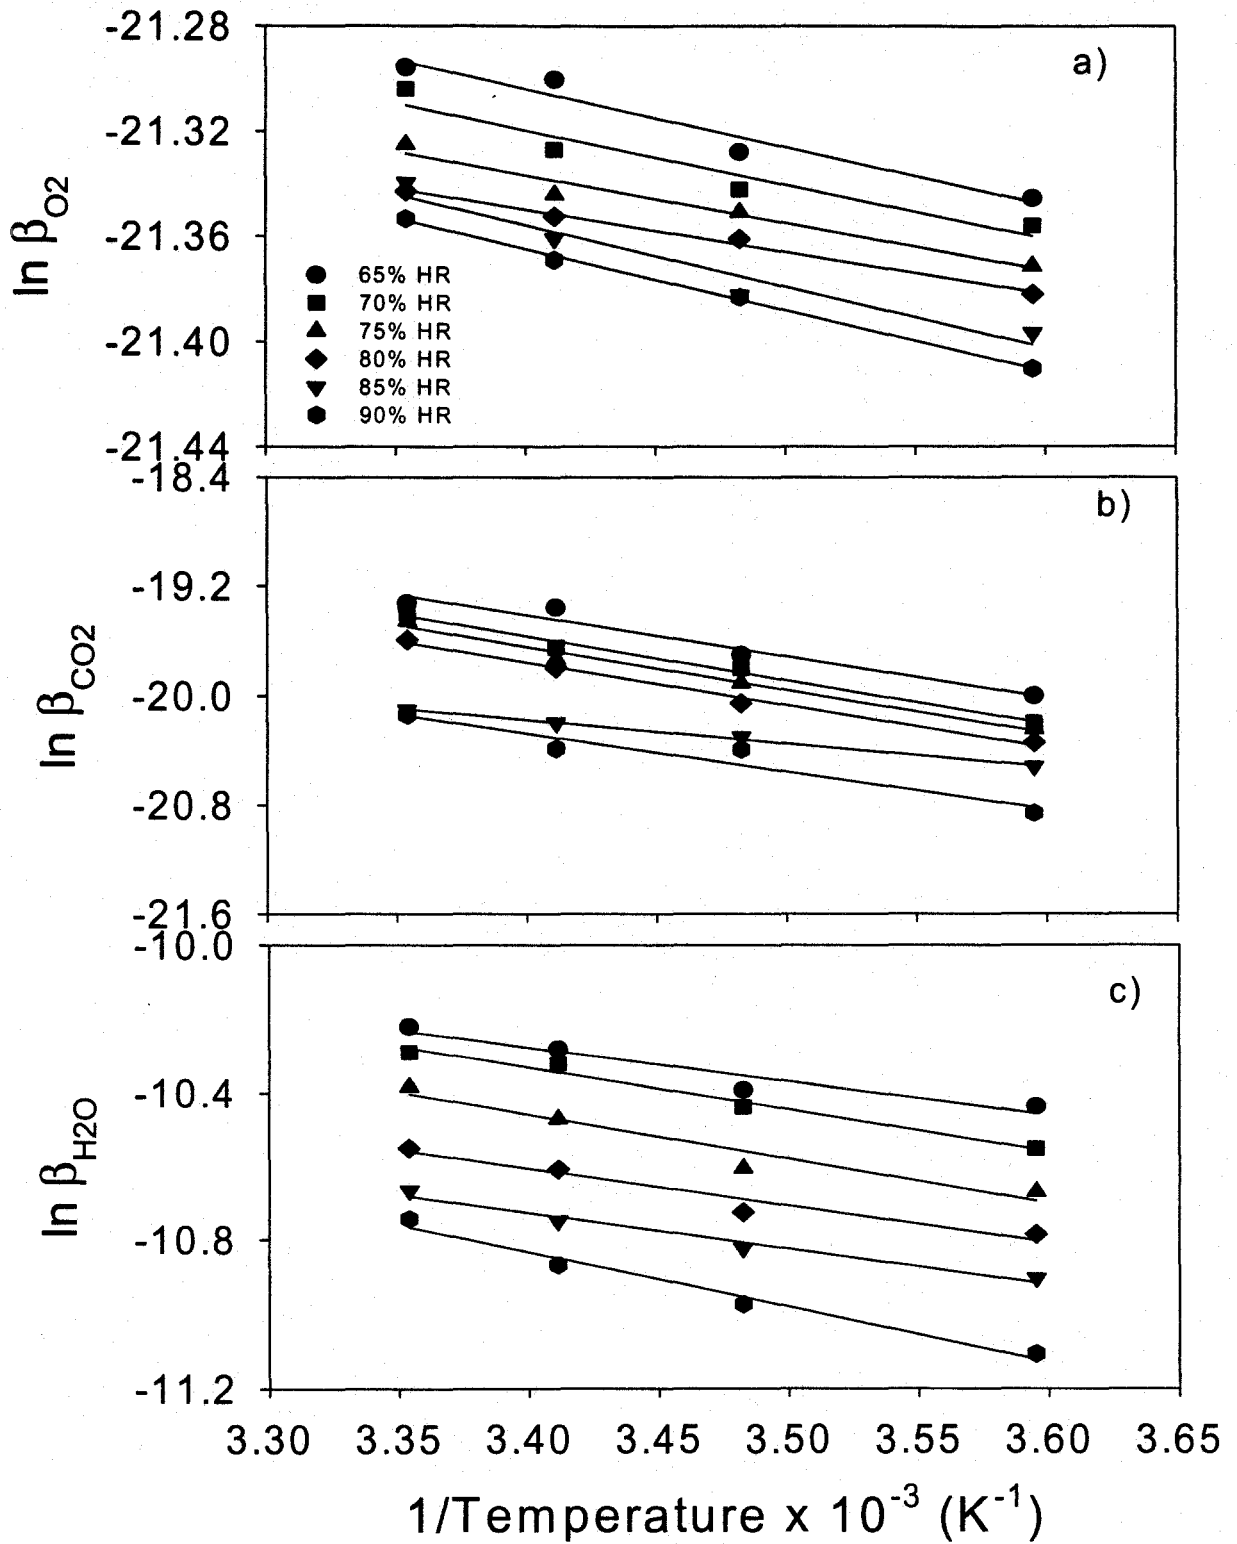 -21.28
a)
-21.32
-21.36
-21.40
-21.44
ln βO2
65% HR
70% HR
75% HR
80% HR
85% HR
90% HR
-18.4
b)
-19.2
-20.0
-20.8
-21.6
ln βCO2
-10.0
c)
-10.4
-10.8
-11.2
ln βH2O
3.30 3.35 3.40 3.45 3.50 3.55 3.60 3.65
1/Temperature x 10⁻³ (K⁻¹)